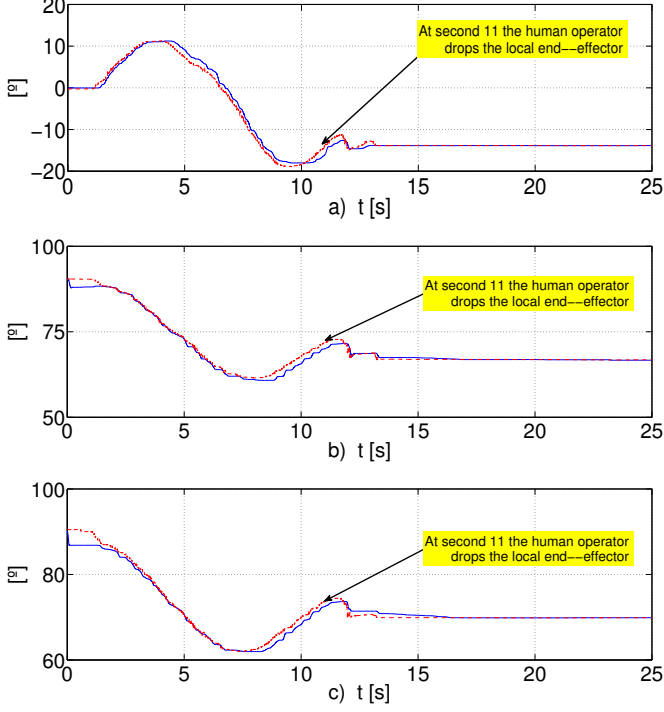 20
10
0
−10
−20
[º]
At second 11 the human operator
drops the local end−−effector
0 5 10 15 20 25
a) t [s]
100
75
50
[º]
At second 11 the human operator
drops the local end−−effector
0 5 10 15 20 25
b) t [s]
100
80
60
[º]
At second 11 the human operator
drops the local end−−effector
0 5 10 15 20 25
c) t [s]